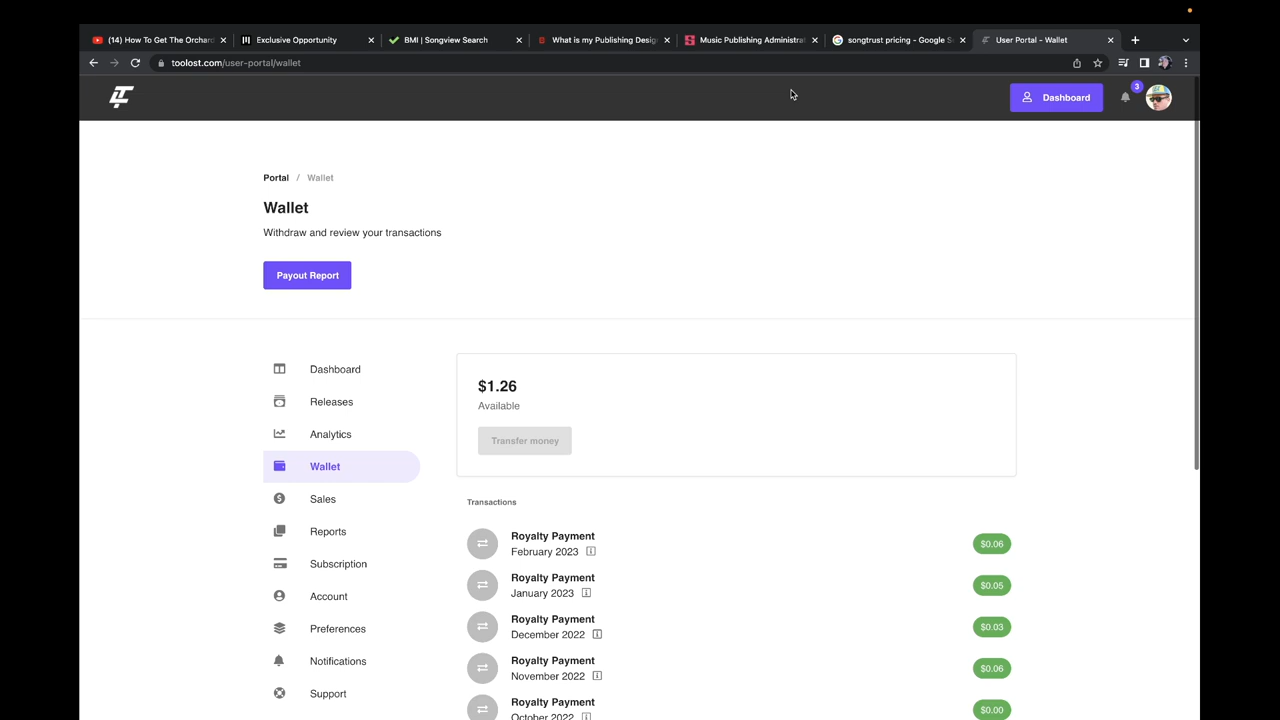 (14) How To Get The Orchard
Exclusive Opportunity
BMI | Songview Search
What is my Publishing Desig
Music Publishing Administrat
songtrust pricing - Google S
User Portal - Wallet
toolost.com/user-portal/wallet
Dashboard
3
Portal / Wallet
Wallet
Withdraw and review your transactions
Payout Report
Dashboard
Releases
Analytics
Wallet
Sales
Reports
Subscription
Account
Preferences
Notifications
Support
$1.26
Available
Transfer money
Transactions
Royalty Payment
February 2023
$0.06
Royalty Payment
January 2023
$0.05
Royalty Payment
December 2022
$0.03
Royalty Payment
November 2022
$0.06
Royalty Payment
October 2022
$0.00